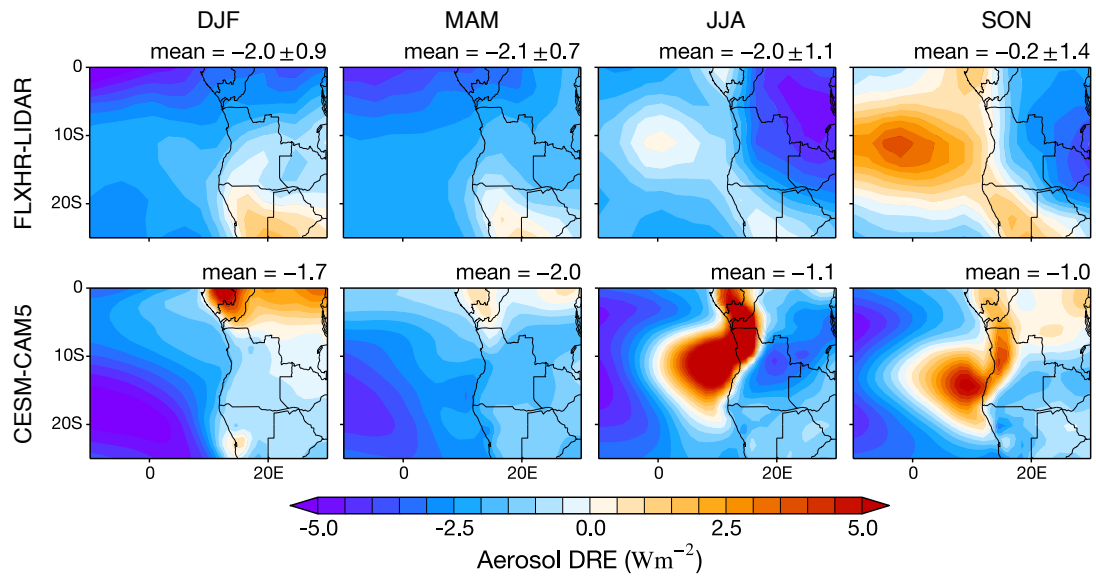 DJF MAM JJA SON
mean = −2.0 ±0.9 mean = −2.1 ±0.7 mean = −2.0 ±1.1 mean = −0.2 ±1.4
FLXHR-LIDAR
0
10S
20S
mean = −1.7 mean = −2.0 mean = −1.1 mean = −1.0
CESM-CAM5
0
10S
20S
0 20E 0 20E 0 20E 0 20E
-5.0 -2.5 0.0 2.5 5.0
Aerosol DRE (Wm−2)